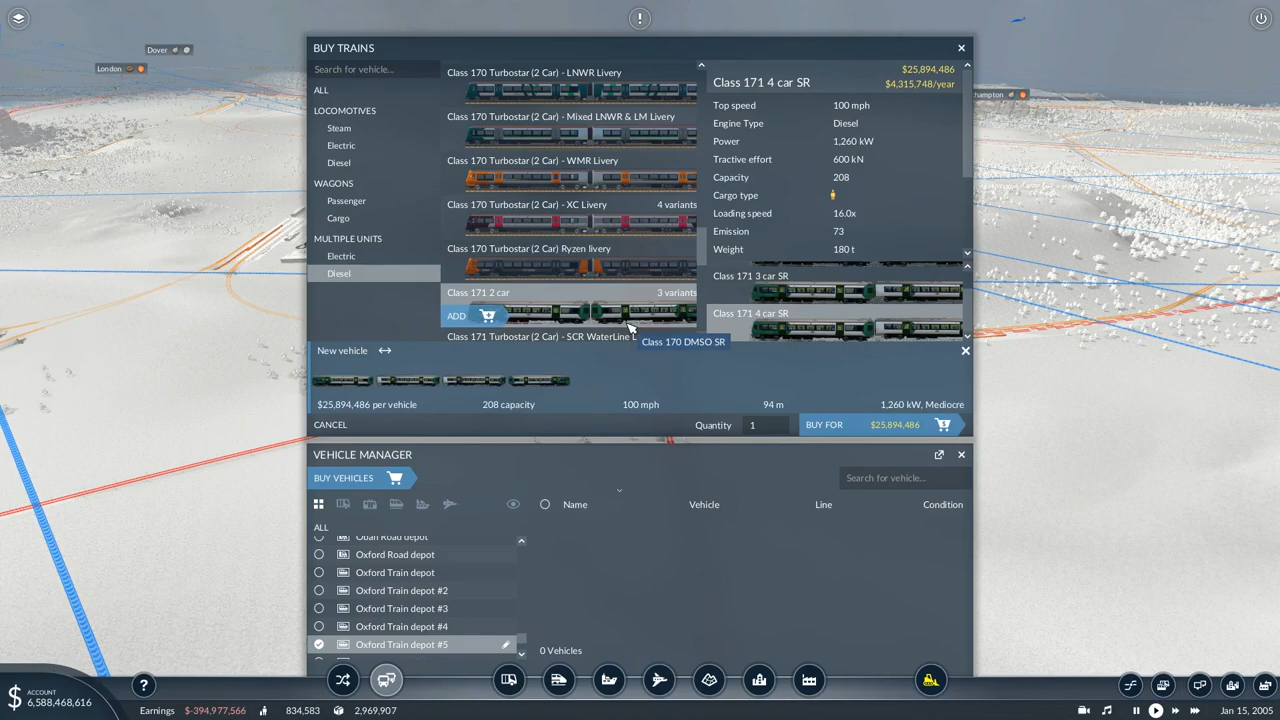 Dover
London
thampton
BUY TRAINS
Search for vehicle...
ALL
LOCOMOTIVES
Steam
Electric
Diesel
WAGONS
Passenger
Cargo
MULTIPLE UNITS
Electric
Diesel
Class 170 Turbostar (2 Car) - LNWR Livery
Class 170 Turbostar (2 Car) - Mixed LNWR & LM Livery
Class 170 Turbostar (2 Car) - WMR Livery
Class 170 Turbostar (2 Car) - XC Livery 4 variants
Class 170 Turbostar (2 Car) Ryzen livery
Class 171 2 car 3 variants
ADD
Class 171 Turbostar (2 Car) - SCR WaterLine L
Class 170 DMSO SR
$25,894,486
Class 171 4 car SR $4,315,748/year
Top speed 100 mph
Engine Type Diesel
Power 1,260 kW
Tractive effort 600 kN
Capacity 208
Cargo type
Loading speed 16.0x
Emission 73
Weight 180 t
Class 171 3 car SR
Class 171 4 car SR
New vehicle
$25,894,486 per vehicle 208 capacity 100 mph 94 m 1,260 kW, Mediocre
CANCEL Quantity 1 BUY FOR $25,894,486
VEHICLE MANAGER
BUY VEHICLES Search for vehicle...
Name Vehicle Line Condition
ALL
Oban Road depot
Oxford Road depot
Oxford Train depot
Oxford Train depot #2
Oxford Train depot #3
Oxford Train depot #4
Oxford Train depot #5
0 Vehicles
$ ACCOUNT
6,588,468,616
?
Earnings $-394,977,566 834,583 2,969,907 Jan 15, 2005